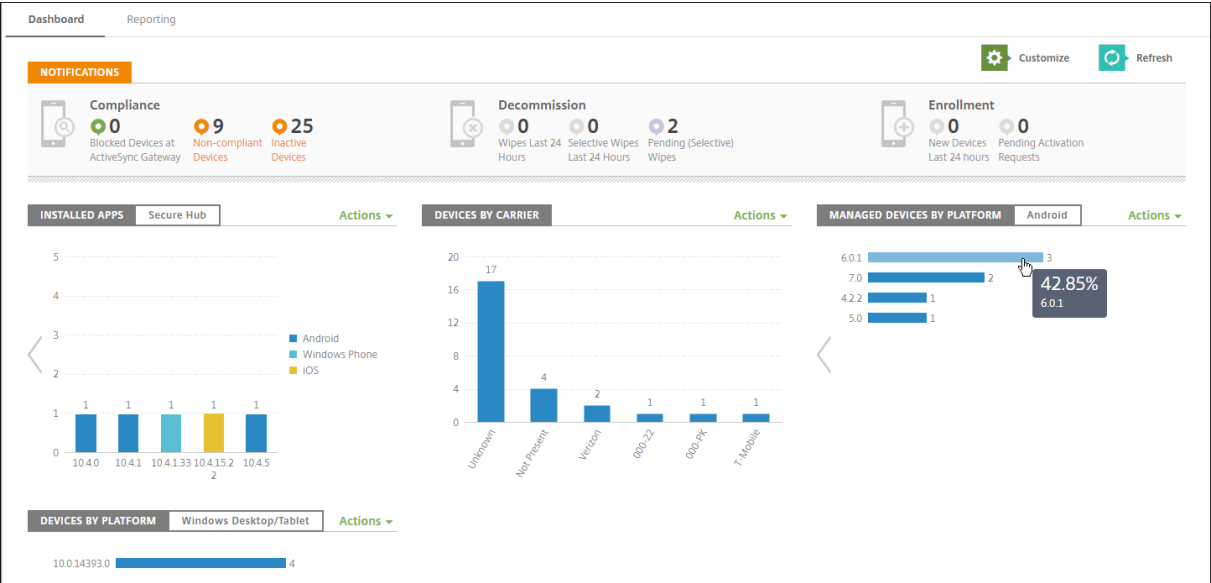 Dashboard Reporting
Customize Refresh
NOTIFICATIONS
Compliance
0 9 25
Blocked Devices at Non-compliant Inactive
ActiveSync Gateway Devices Devices
Decommission
0 0 2
Wipes Last 24 Selective Wipes Pending (Selective)
Hours Last 24 Hours Wipes
Enrollment
0 0
New Devices Pending Activation
Last 24 hours Requests
INSTALLED APPS Secure Hub Actions
5
4
3
2
1
0
1 1 1 1 1
10.4.0 10.4.1 10.4.1.33 10.4.15.2 10.4.5
2
Android
Windows Phone
iOS
DEVICES BY CARRIER Actions
20
16
12
8
4
0
17 4 2 1 1 1
Unknown Not Present Verizon 000-22 000-PK T-Mobile
MANAGED DEVICES BY PLATFORM Android Actions
6.0.1 3
7.0 2
4.2.2 1
5.0 1
42.85%
6.0.1
DEVICES BY PLATFORM Windows Desktop/Tablet Actions
10.0.14393.0 4